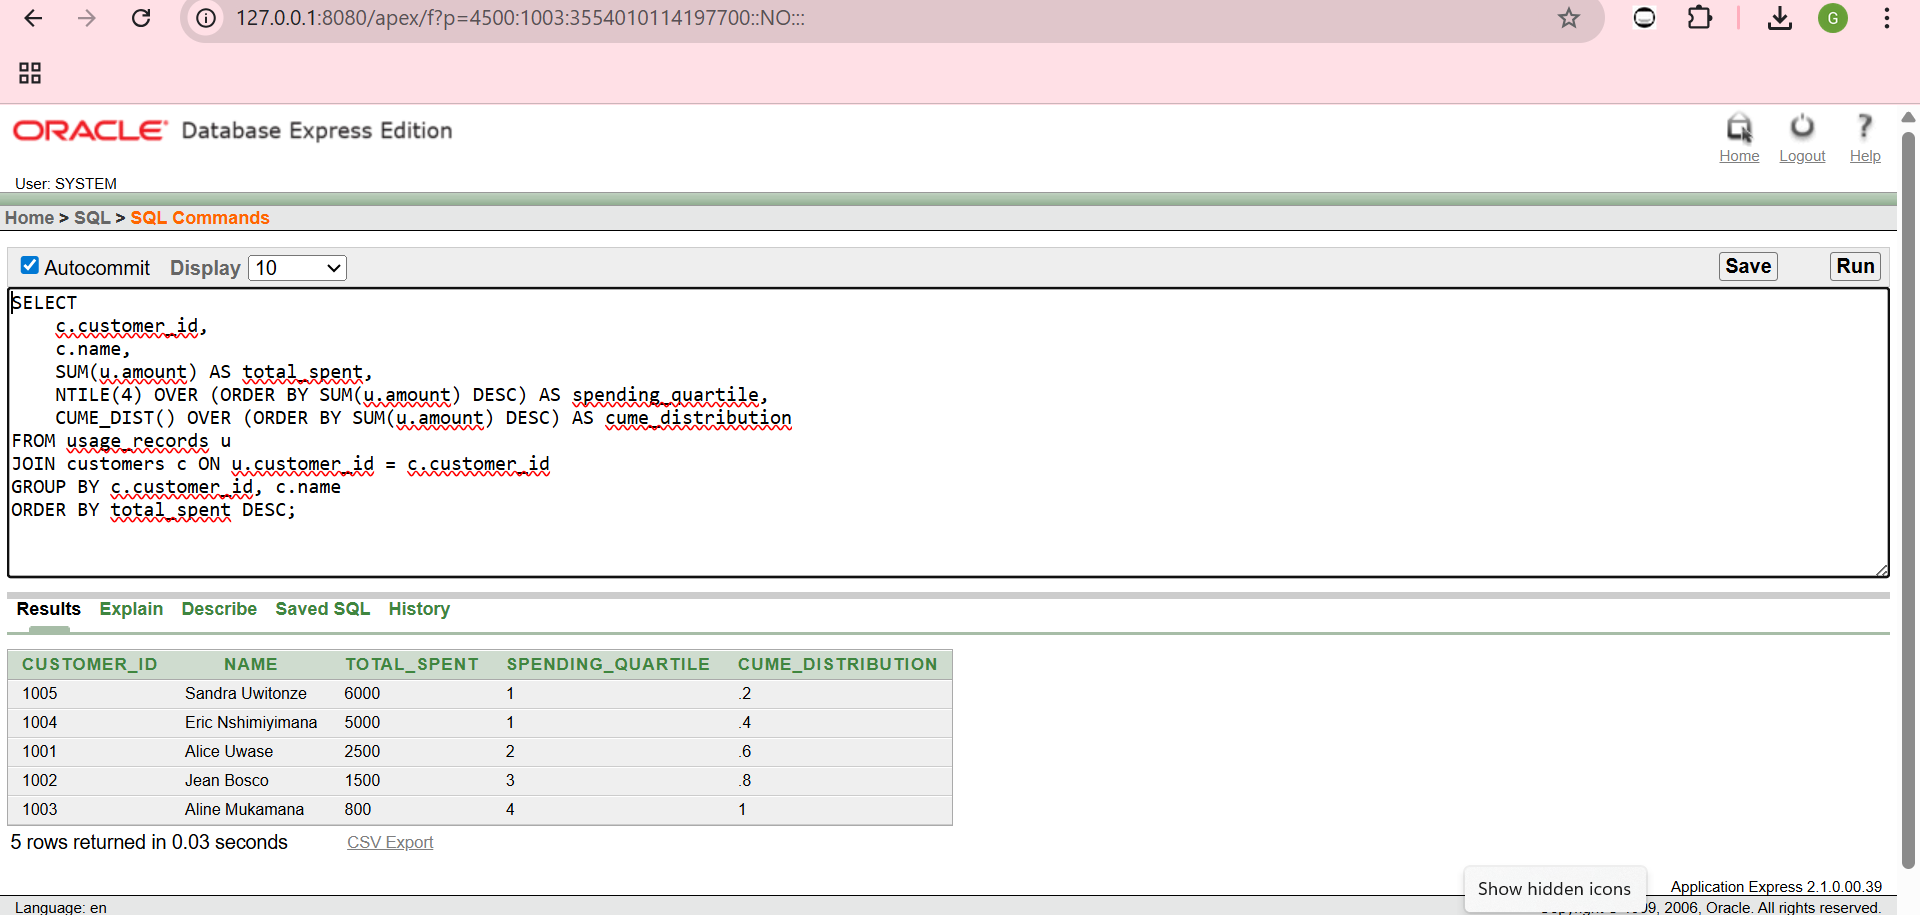 127.0.0.1:8080/apex/f?p=4500:1003:3554010114197700::NO:::
G
ORACLE Database Express Edition
Home Logout Help
User: SYSTEM
Home > SQL > SQL Commands
Autocommit Display 10 Save Run
SELECT
    c.customer_id,
    c.name,
    SUM(u.amount) AS total_spent,
    NTILE(4) OVER (ORDER BY SUM(u.amount) DESC) AS spending_quartile,
    CUME_DIST() OVER (ORDER BY SUM(u.amount) DESC) AS cume_distribution
FROM usage_records u
JOIN customers c ON u.customer_id = c.customer_id
GROUP BY c.customer_id, c.name
ORDER BY total_spent DESC;
Results Explain Describe Saved SQL History
CUSTOMER_ID NAME TOTAL_SPENT SPENDING_QUARTILE CUME_DISTRIBUTION
1005 Sandra Uwitonze 6000 1 .2
1004 Eric Nshimiyimana 5000 1 .4
1001 Alice Uwase 2500 2 .6
1002 Jean Bosco 1500 3 .8
1003 Aline Mukamana 800 4 1
5 rows returned in 0.03 seconds CSV Export
Show hidden icons
Application Express 2.1.0.00.39
Language: en 2006, Oracle. All rights reserved.